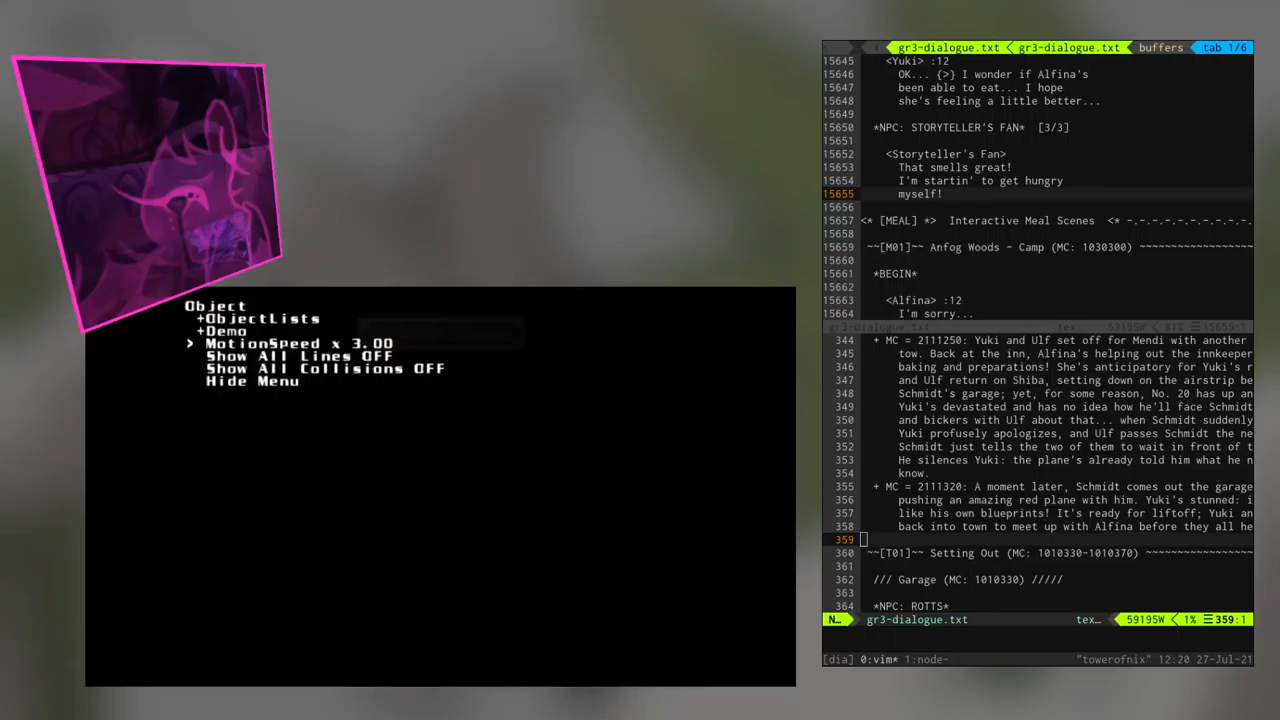 Object
+ObjectLists
+Demo
> MotionSpeed x 3.00
Show All Lines OFF
Show All Collisions OFF
Hide Menu
X gr3-dialogue.txt gr3-dialogue.txt buffers tab 1/6
15645 <Yuki> :12
15646 OK... {>} I wonder if Alfina's
15647 been able to eat... I hope
15648 she's feeling a little better...
15649
15650 *NPC: STORYTELLER'S FAN* [3/3]
15651
15652 <Storyteller's Fan>
15653 That smells great!
15654 I'm startin' to get hungry
15655 myself!
15656
15657 <* [MEAL] *> Interactive Meal Scenes <* -.-.-.-.-.-.-.-.-.-.
15658
15659 ~~[M01]~~ Anfog Woods - Camp (MC: 1030300) ~~~~~~~~~~~~~~~~~
15660
15661 *BEGIN*
15662
15663 <Alfina> :12
15664 I'm sorry...
gr3-dialogue.txt tex… 59195W 81% 15655:1
344 + MC = 2111250: Yuki and Ulf set off for Mendi with another
345 tow. Back at the inn, Alfina's helping out the innkeeper
346 baking and preparations! She's anticipatory for Yuki's r
347 and Ulf return on Shiba, setting down on the airstrip be
348 Schmidt's garage; yet, for some reason, No. 20 has up an
349 Yuki's devastated and has no idea how he'll face Schmidt
350 and bickers with Ulf about that... when Schmidt suddenly
351 Yuki profusely apologizes, and Ulf passes Schmidt the ne
352 Schmidt just tells the two of them to wait in front of t
353 He silences Yuki: the plane's already told him what he n
354 know.
355 + MC = 2111320: A moment later, Schmidt comes out the garage
356 pushing an amazing red plane with him. Yuki's stunned: i
357 like his own blueprints! It's ready for liftoff; Yuki an
358 back into town to meet up with Alfina before they all he
359
360 ~~[T01]~~ Setting Out (MC: 1010330-1010370) ~~~~~~~~~~~~~~~~
361
362 /// Garage (MC: 1010330) /////
363
364 *NPC: ROTTS*
N… gr3-dialogue.txt tex… 59195W 1% ☰359:1
[dia] 0:vim* 1:node- "towerofnix" 12:20 27-Jul-21